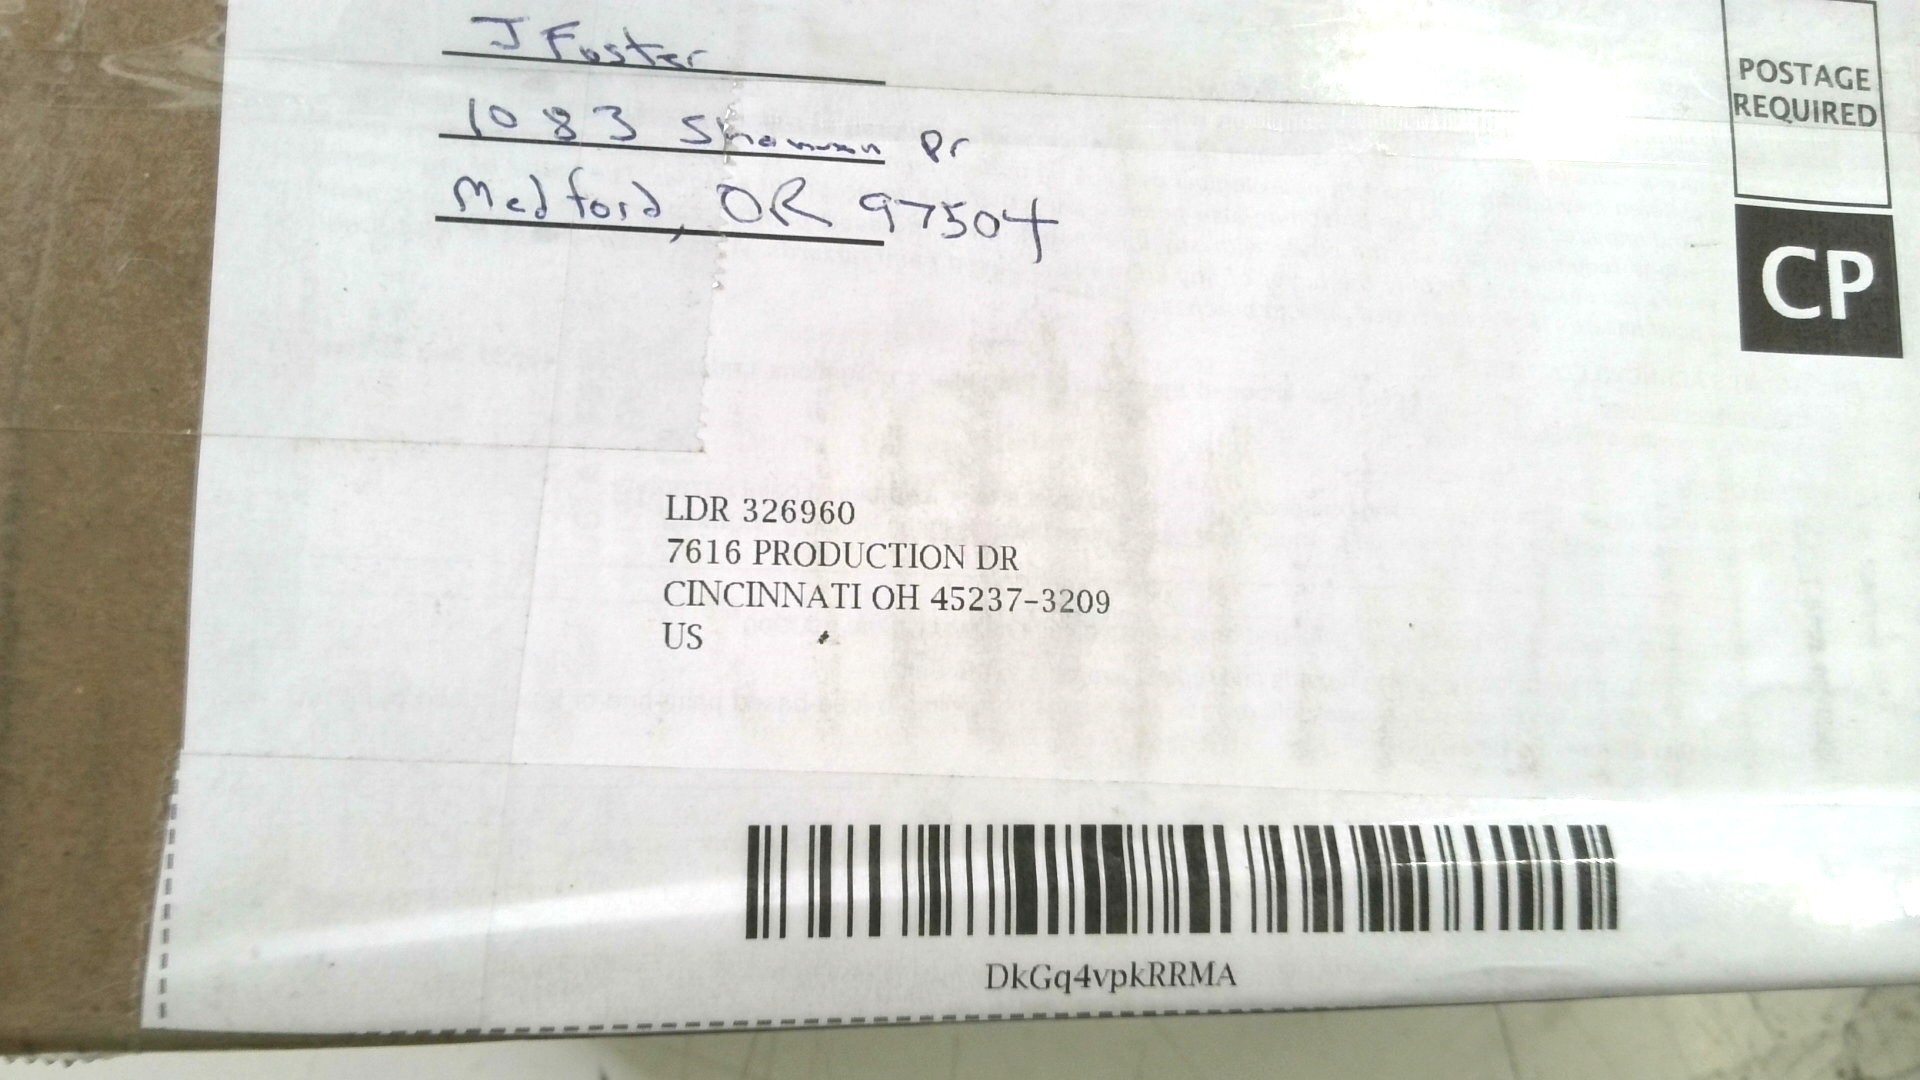 J Foster
1083 Shannon Dr
Medford, OR 97504
POSTAGE
REQUIRED
CP
LDR 326960
7616 PRODUCTION DR
CINCINNATI OH 45237-3209
US
DkGq4vpkRRMA